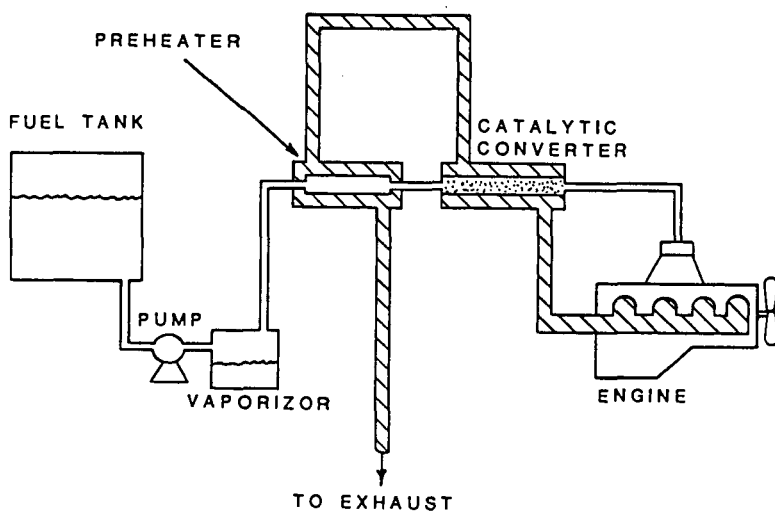 PREHEATER
FUEL TANK
CATALYTIC
CONVERTER
PUMP
VAPORIZOR
ENGINE
TO EXHAUST